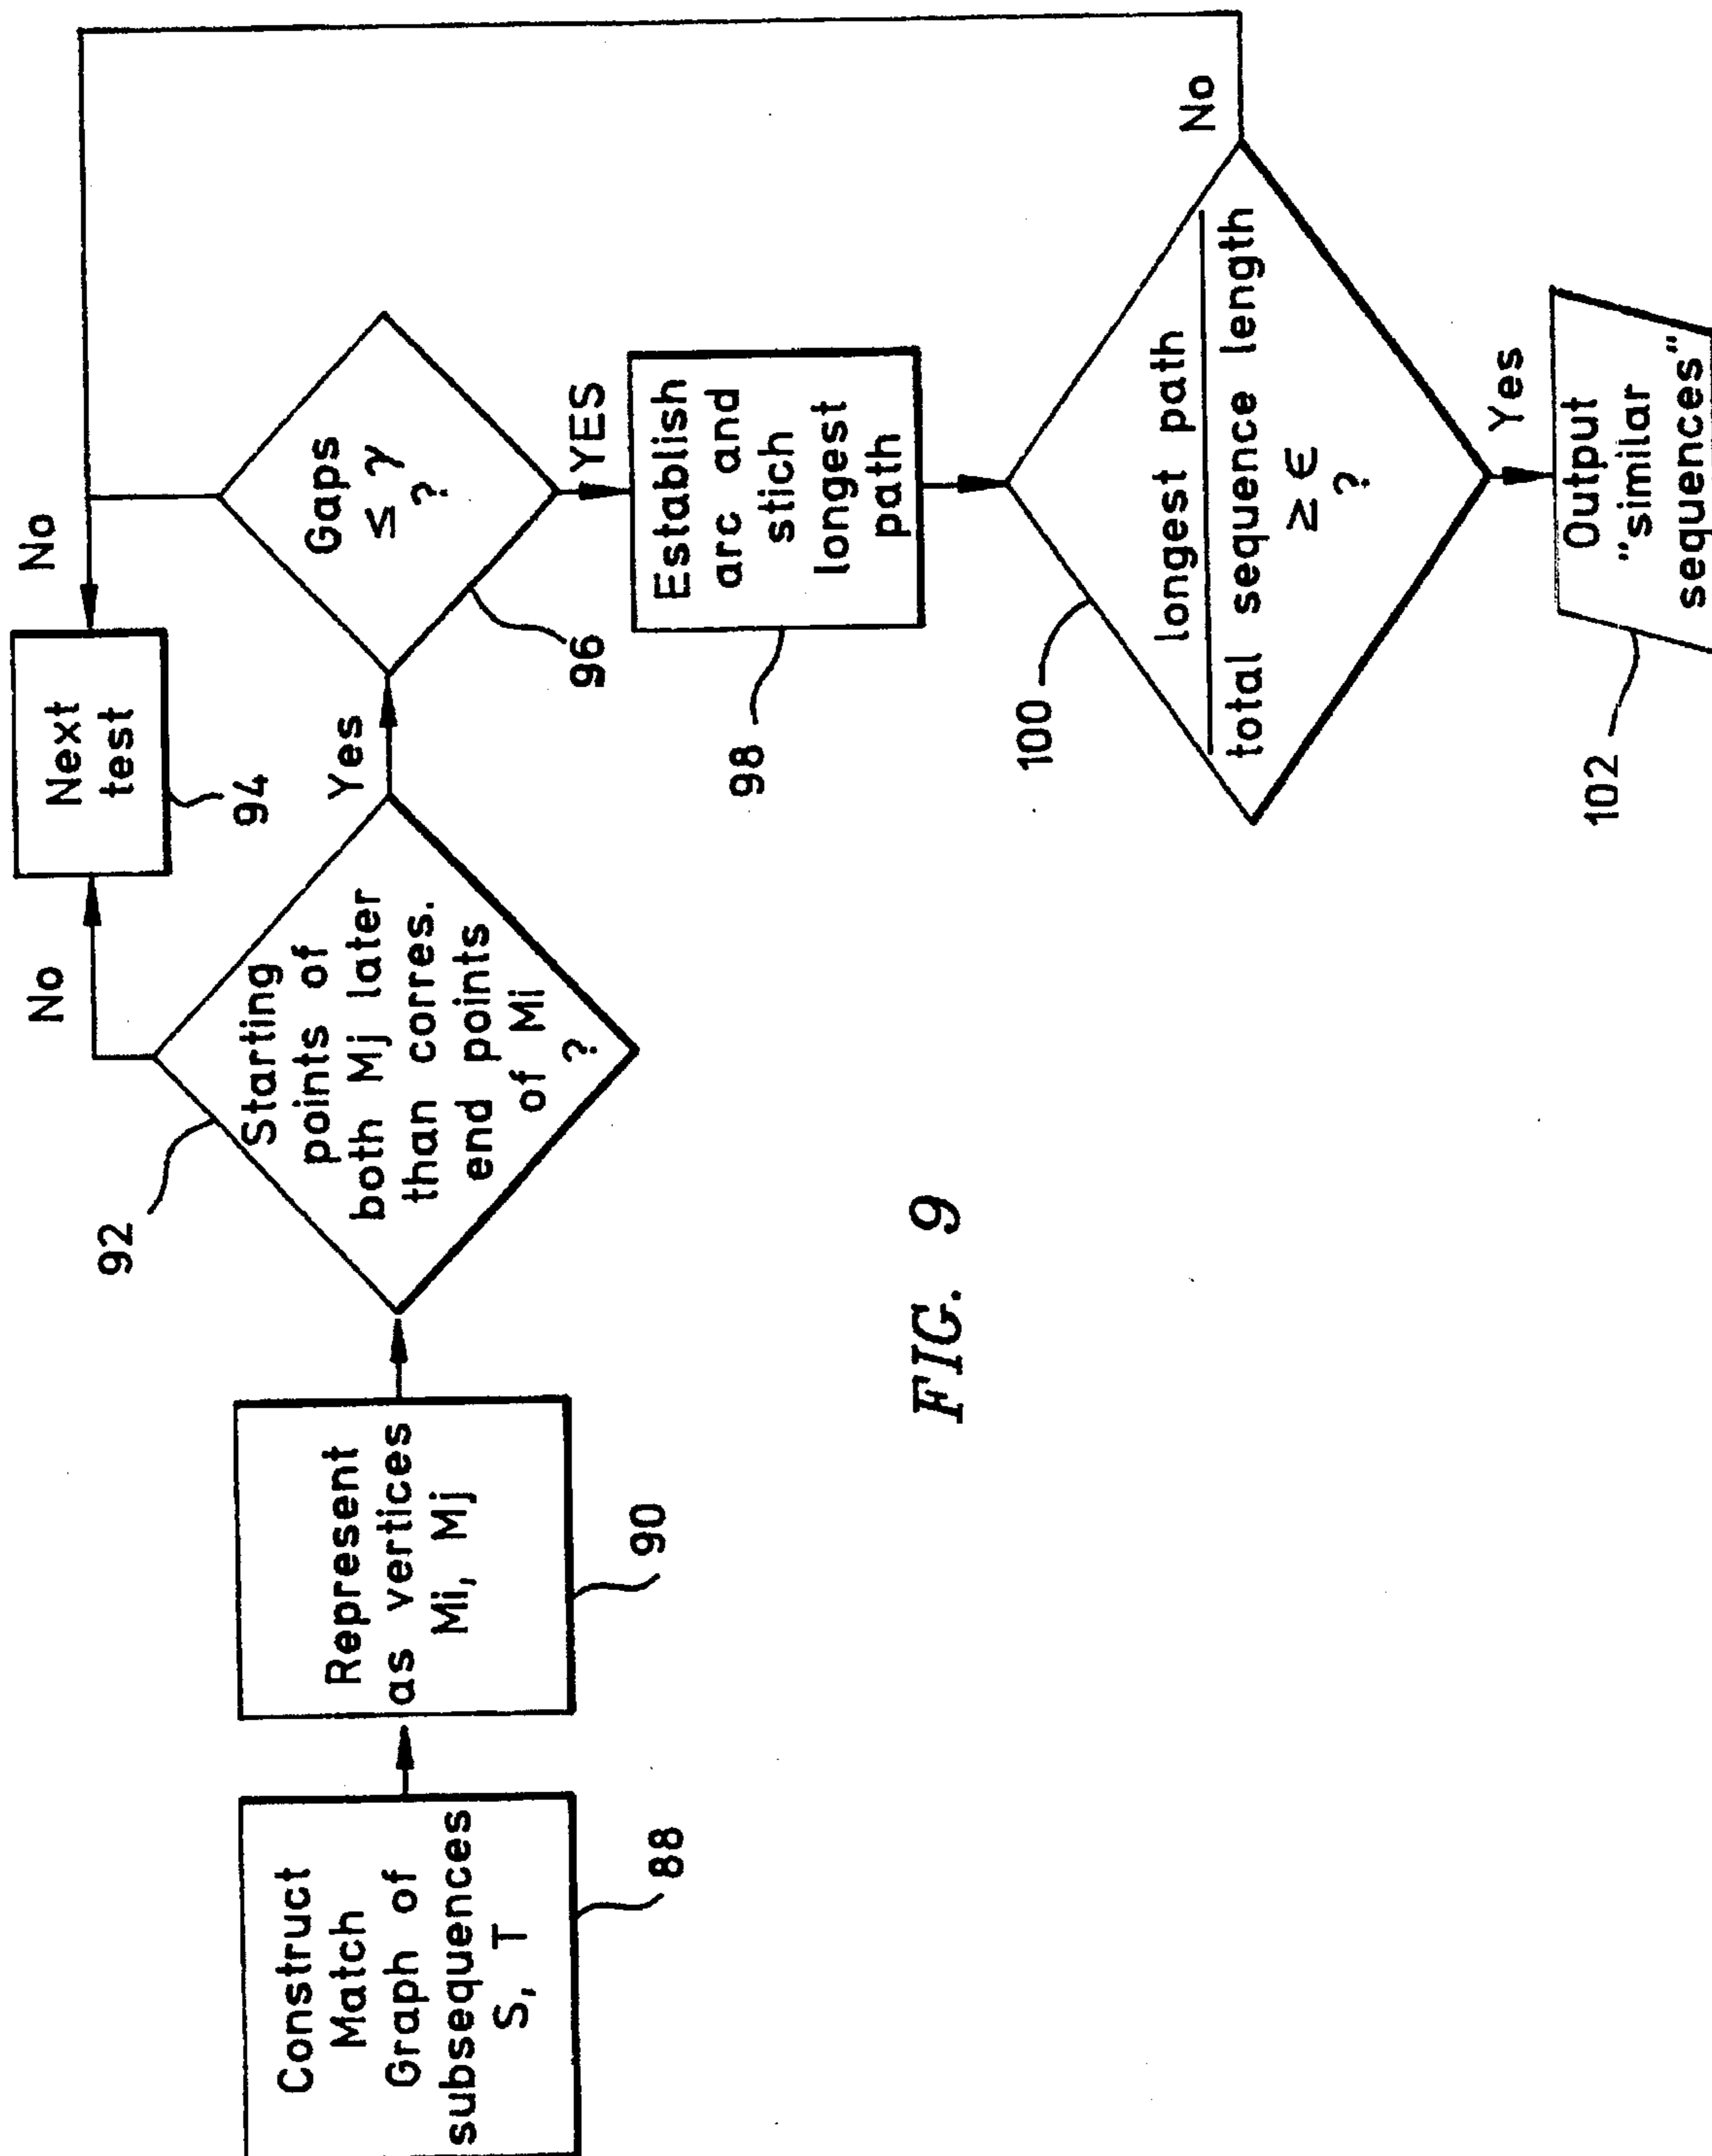 Construct
Match
Graph of
subsequences
S, T
88
Represent
as vertices
Mi, Mj
90
Starting
points of
both Mj later
than corres.
end points
of Mi
?
92
No
Yes
Next
test
94
No
Gaps
≤ γ
?
96
YES
Establish
arc and
stich
longest
path
98
longest path
total sequence length
≥ ϵ
?
100
No
Yes
Output
"similar
sequences"
102
FIG. 9